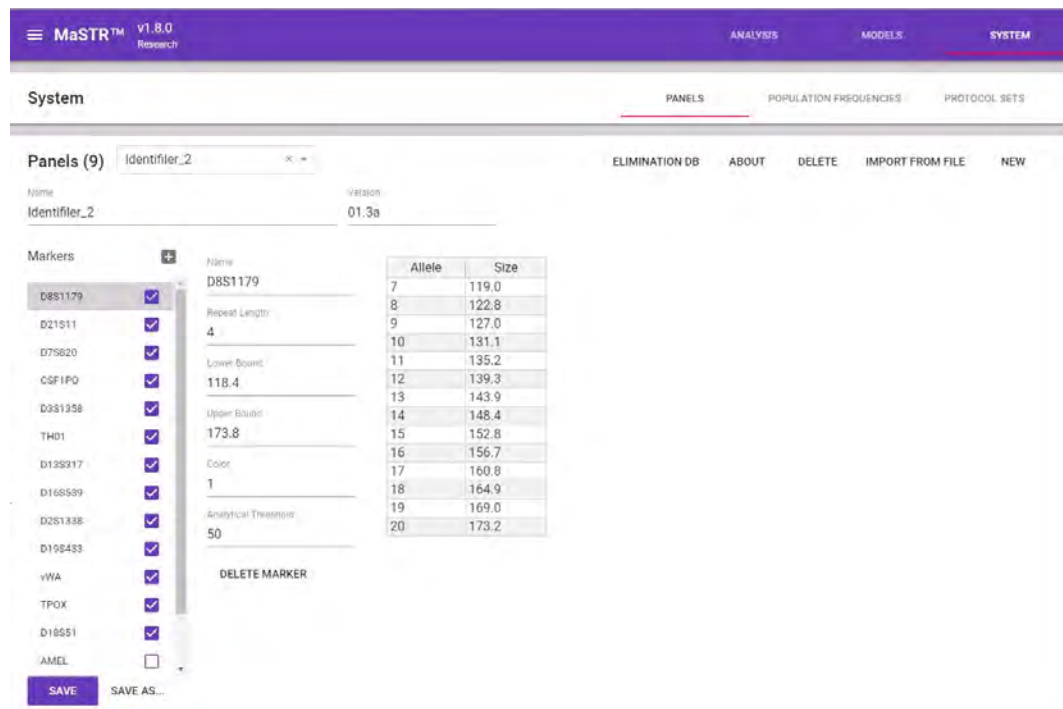 MaSTR™ v1.8.0
Research
ANALYSIS MODELS SYSTEM
System PANELS POPULATION FREQUENCIES PROTOCOL SETS
Panels (9) Identifiler_2 ELIMINATION DB ABOUT DELETE IMPORT FROM FILE NEW
Name Version
Identifiler_2 01.3a
Markers
D8S1179
D21S11
D7S820
CSF1PO
D3S1358
TH01
D13S317
D16S539
D2S1338
D19S433
vWA
TPOX
D18S51
AMEL
SAVE SAVE AS...
Name
D8S1179
Repeat Length
4
Lower Bound
118.4
Upper Bound
173.8
Color
1
Analytical Threshold
50
DELETE MARKER
Allele Size
7 119.0
8 122.8
9 127.0
10 131.1
11 135.2
12 139.3
13 143.9
14 148.4
15 152.8
16 156.7
17 160.8
18 164.9
19 169.0
20 173.2